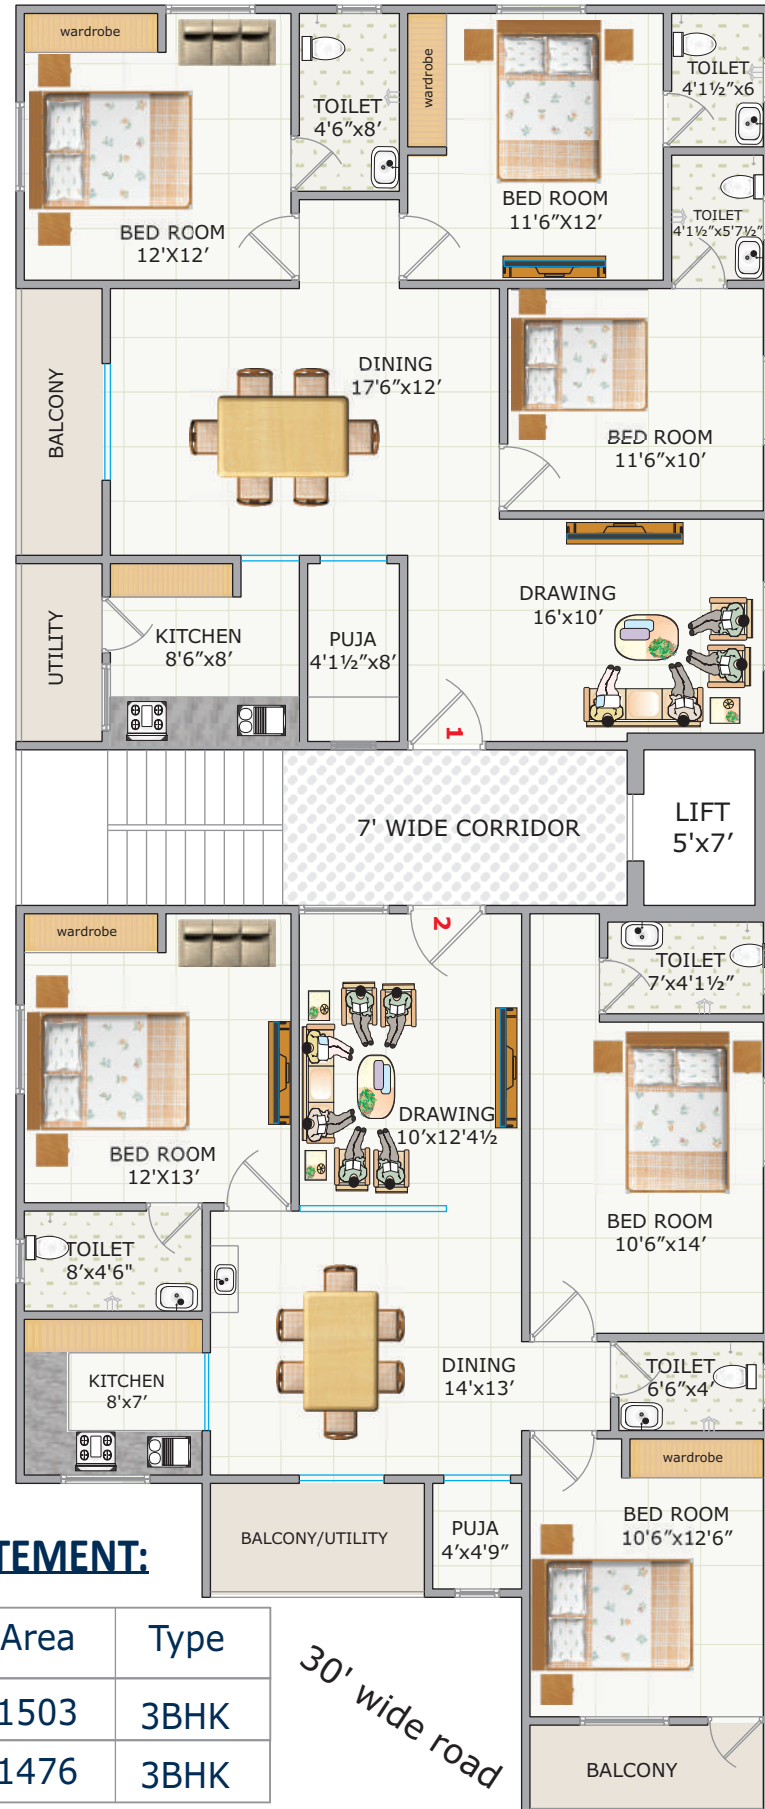 wardrobe
TOILET
4'6"x8'
wardrobe
TOILET
4'1½"x6
BED ROOM
12'X12'
BED ROOM
11'6"X12'
TOILET
4'1½"x5'7½"
BALCONY
DINING
17'6"x12'
BED ROOM
11'6"x10'
UTILITY
KITCHEN
8'6"x8'
PUJA
4'1½"x8'
DRAWING
16'x10'
1
7' WIDE CORRIDOR
LIFT
5'x7'
2
wardrobe
TOILET
7'x4'1½"
BED ROOM
12'X13'
DRAWING
10'x12'4½
BED ROOM
10'6"x14'
TOILET
8'x4'6"
KITCHEN
8'x7'
DINING
14'x13'
TOILET
6'6"x4'
wardrobe
BED ROOM
10'6"x12'6"
BALCONY/UTILITY
PUJA
4'x4'9"
TEMENT:
Area Type
1503 3BHK
1476 3BHK
30' wide road
BALCONY